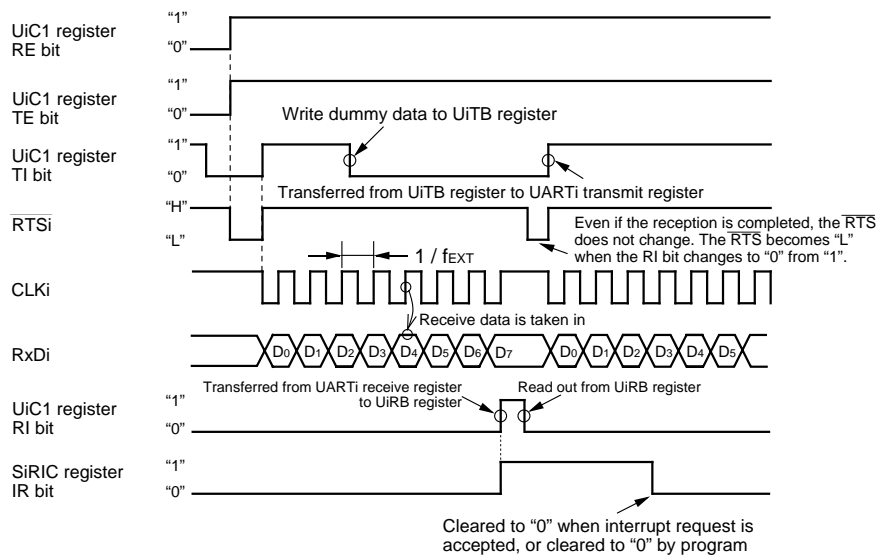 UiC1 register
RE bit
“1”
“0”
UiC1 register
TE bit
“1”
“0”
Write dummy data to UiTB register
UiC1 register
TI bit
“1”
“0”
Transferred from UiTB register to UARTi transmit register
RTSi
“H”
“L”
Even if the reception is completed, the RTS
does not change. The RTS becomes “L”
when the RI bit changes to “0” from “1”.
1 / fEXT
CLKi
Receive data is taken in
RxDi
D0 D1 D2 D3 D4 D5 D6 D7 D0 D1 D2 D3 D4 D5
Transferred from UARTi receive register
to UiRB register
Read out from UiRB register
UiC1 register
RI bit
“1”
“0”
SiRIC register
IR bit
“1”
“0”
Cleared to “0” when interrupt request is
accepted, or cleared to “0” by program